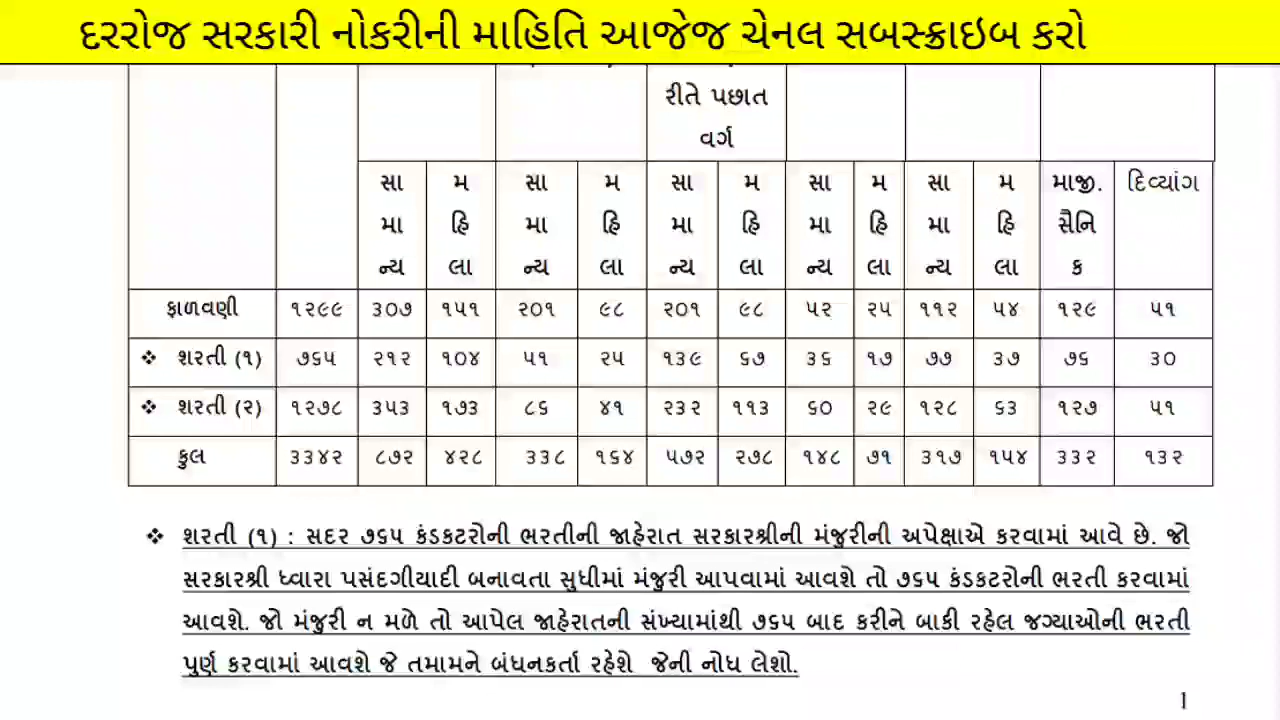 દરરોજ સરકારી નોકરીની માહિતિ આજેજ ચેનલ સબસ્ક્રાઇબ કરો
રીતે પછાત
વર્ગ
સા મ સા મ સા મ સા મ સા મ માજી. દિવ્યાંગ
મા હિ મા હિ મા હિ મા હિ મા હિ સૈનિ
ન્ય લા ન્ય લા ન્ય લા ન્ય લા ન્ય લા ક
ફાળવણી ૧૨૯૯ ૩૦૭ ૧૫૧ ૨૦૧ ૯૮ ૨૦૧ ૯૮ ૫૨ ૨૫ ૧૧૨ ૫૪ ૧૨૯ ૫૧
❖ શરતી (૧) ૭૬૫ ૨૧૨ ૧૦૪ ૫૧ ૨૫ ૧૩૯ ૬૭ ૩૬ ૧૭ ૭૭ ૩૭ ૭૬ ૩૦
❖ શરતી (૨) ૧૨૭૮ ૩૫૩ ૧૭૩ ૮૬ ૪૧ ૨૩૨ ૧૧૩ ૬૦ ૨૯ ૧૨૮ ૬૩ ૧૨૭ ૫૧
કુલ ૩૩૪૨ ૮૭૨ ૪૨૮ ૩૩૮ ૧૬૪ ૫૭૨ ૨૭૮ ૧૪૮ ૭૧ ૩૧૭ ૧૫૪ ૩૩૨ ૧૩૨
❖ શરતી (૧) : સદર ૭૬૫ કંડકટરોની ભરતીની જાહેરાત સરકારશ્રીની મંજુરીની અપેક્ષાએ કરવામાં આવે છે. જો
સરકારશ્રી ધ્વારા પસંદગીયાદી બનાવતા સુધીમાં મંજુરી આપવામાં આવશે તો ૭૬૫ કંડકટરોની ભરતી કરવામાં
આવશે. જો મંજુરી ન મળે તો આપેલ જાહેરાતની સંખ્યામાંથી ૭૬૫ બાદ કરીને બાકી રહેલ જગ્યાઓની ભરતી
પુર્ણ કરવામાં આવશે જે તમામને બંધનકર્તા રહેશે જેની નોધ લેશો.
1